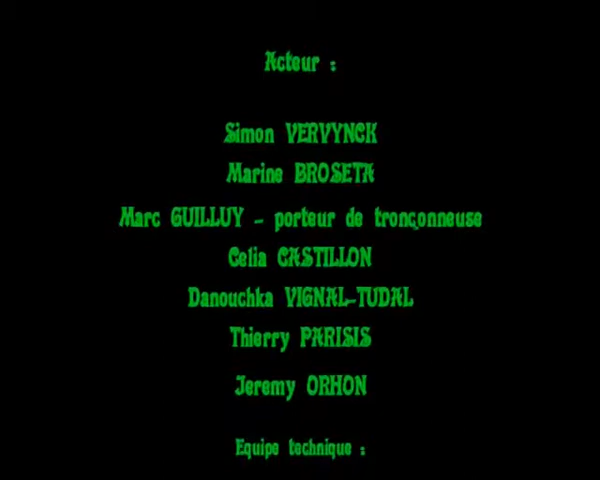 Acteur :
Simon VERVYNCK
Marine BROSETA
Marc GUILLUY - porteur de tronçonneuse
Celia CASTILLON
Danouchka VIGNAL-TUDAL
Thierry PARISIS
Jeremy ORHON
Equipe technique :